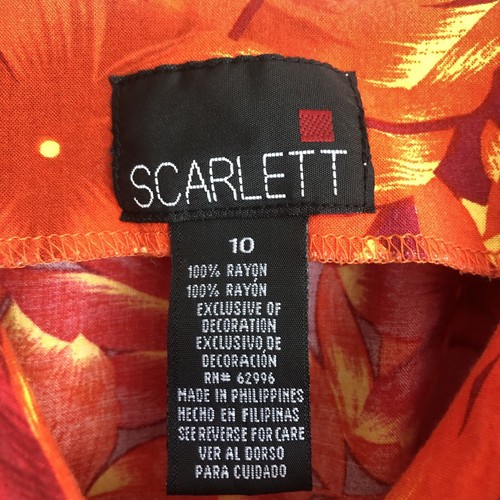 SCARLETT
10
100% RAYON
100% RAYON
EXCLUSIVE OF
DECORATION
EXCLUSIVO,DE
DECORACIÓN
RN# 62996
MADE IN PHILIPPINES
HECHO EN FILIPINAS
SEE REVERSE FOR CARE
VER AL DORSO
PARA CUIDADO